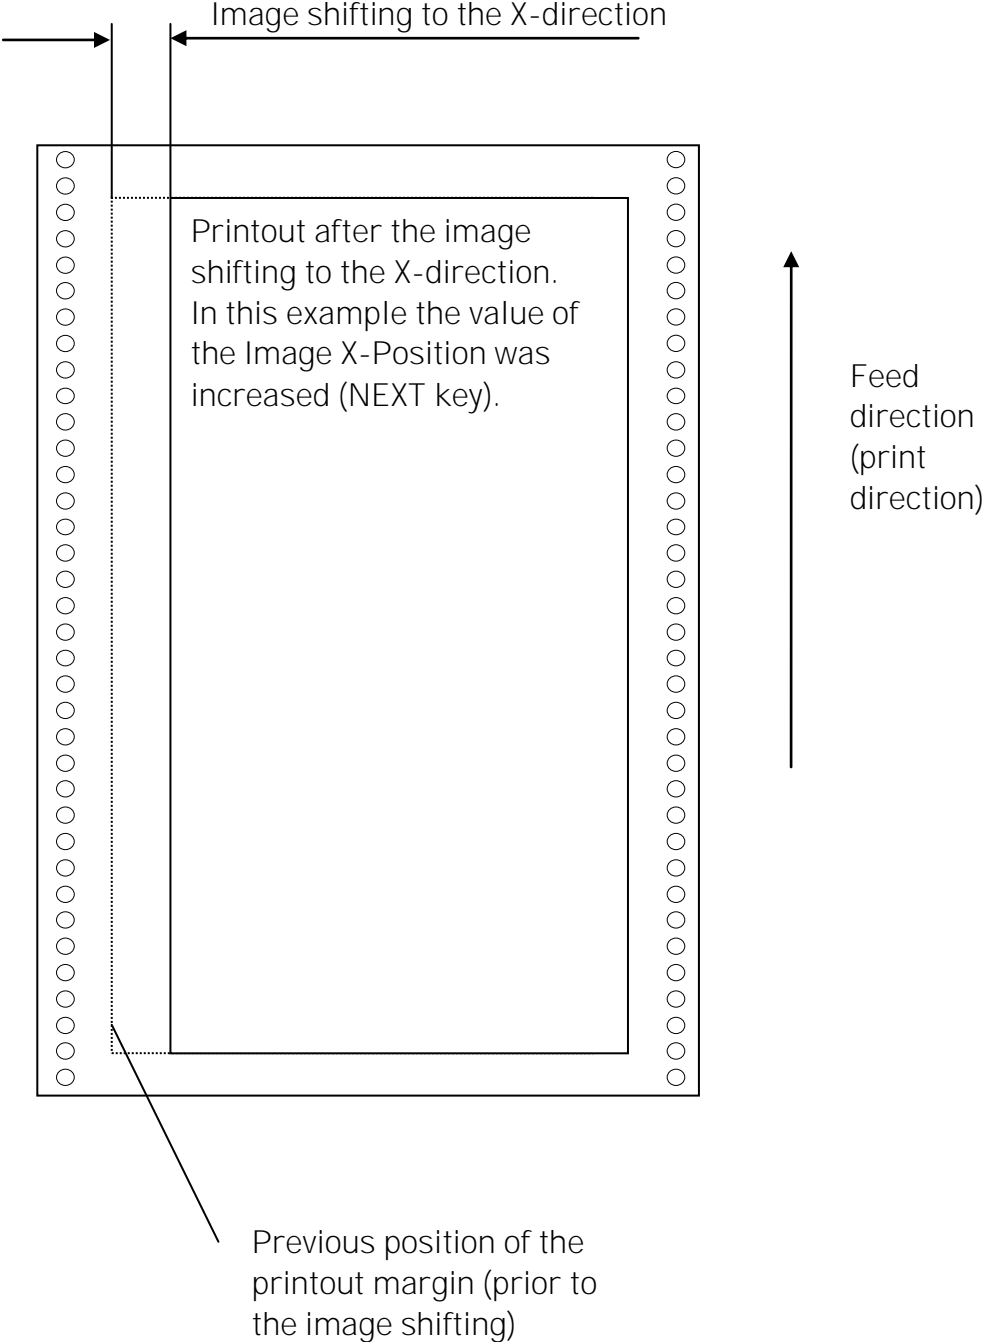 Image shifting to the X-direction
Printout after the image
shifting to the X-direction.
In this example the value of
the Image X-Position was
increased (NEXT key).
Feed
direction
(print
direction)
Previous position of the
printout margin (prior to
the image shifting)